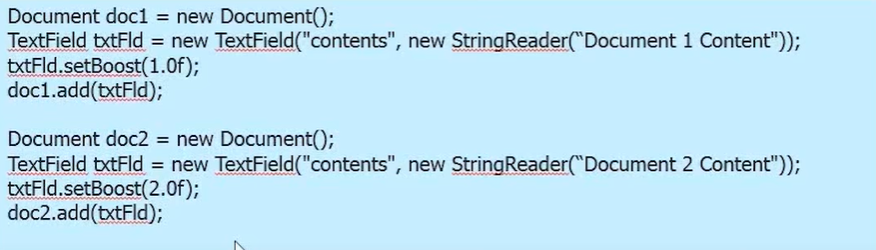 Document doc1 = new Document();
TextField txtFld = new TextField("contents", new StringReader(“Document 1 Content"));
txtFld.setBoost(1.0f);
doc1.add(txtFld);
Document doc2 = new Document();
TextField txtFld = new TextField("contents", new StringReader(“Document 2 Content"));
txtFld.setBoost(2.0f);
doc2.add(txtFld);